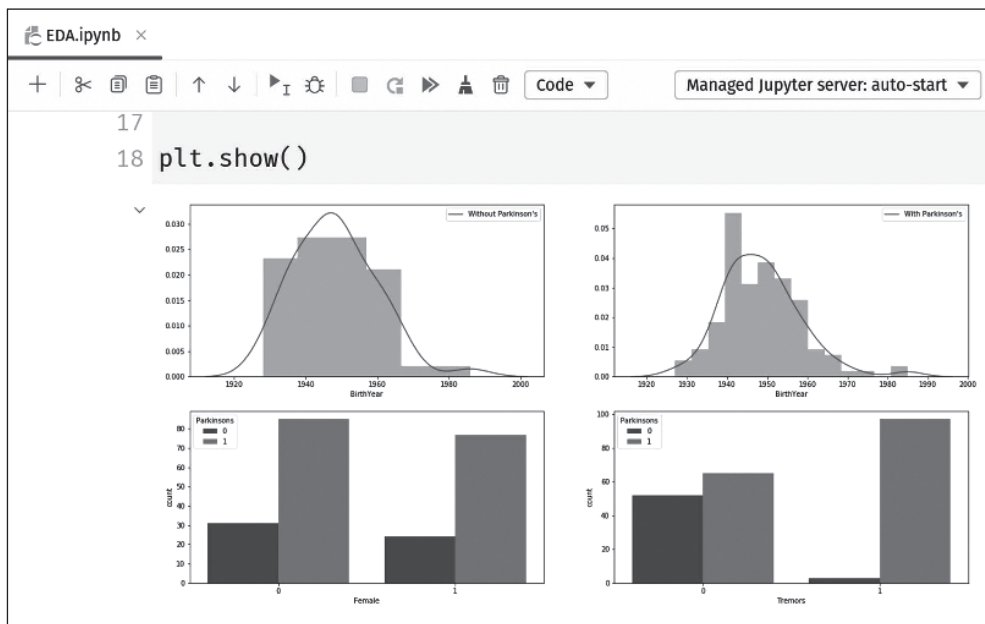 EDA.ipynb ×
Code Managed Jupyter server: auto-start
17
18 plt.show()
Without Parkinson's
0.030
0.025
0.020
0.015
0.010
0.005
0.000
1920 1940 1960 1980 2000
BirthYear
With Parkinson's
0.05
0.04
0.03
0.02
0.01
0.00
1920 1930 1940 1950 1960 1970 1980 1990 2000
BirthYear
Parkinsons
0
1
80
70
60
50
40
30
20
10
0
count
0 1
Female
Parkinsons
0
1
100
80
60
40
20
0
count
0 1
Tremors